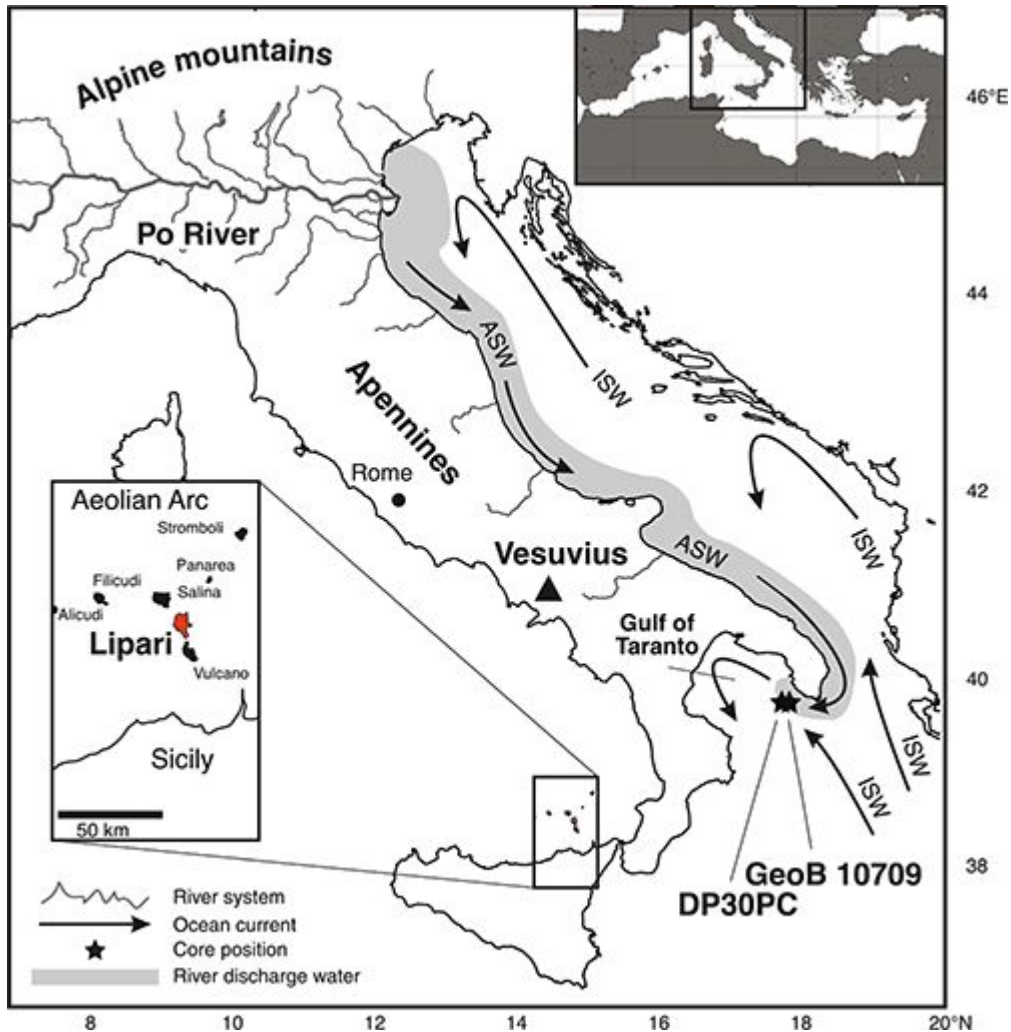 Alpine mountains
46°E
Po River
44
ASW
ISW
Apennines
Rome
42
ISW
ASW
Vesuvius
Aeolian Arc
Stromboli
Panarea
Filicudi
Salina
Alicudi
Lipari
Vulcano
Sicily
50 km
Gulf of
Taranto
40
ISW
ISW
38
GeoB 10709
DP30PC
River system
Ocean current
Core position
River discharge water
8
10
12
14
16
18
20°N